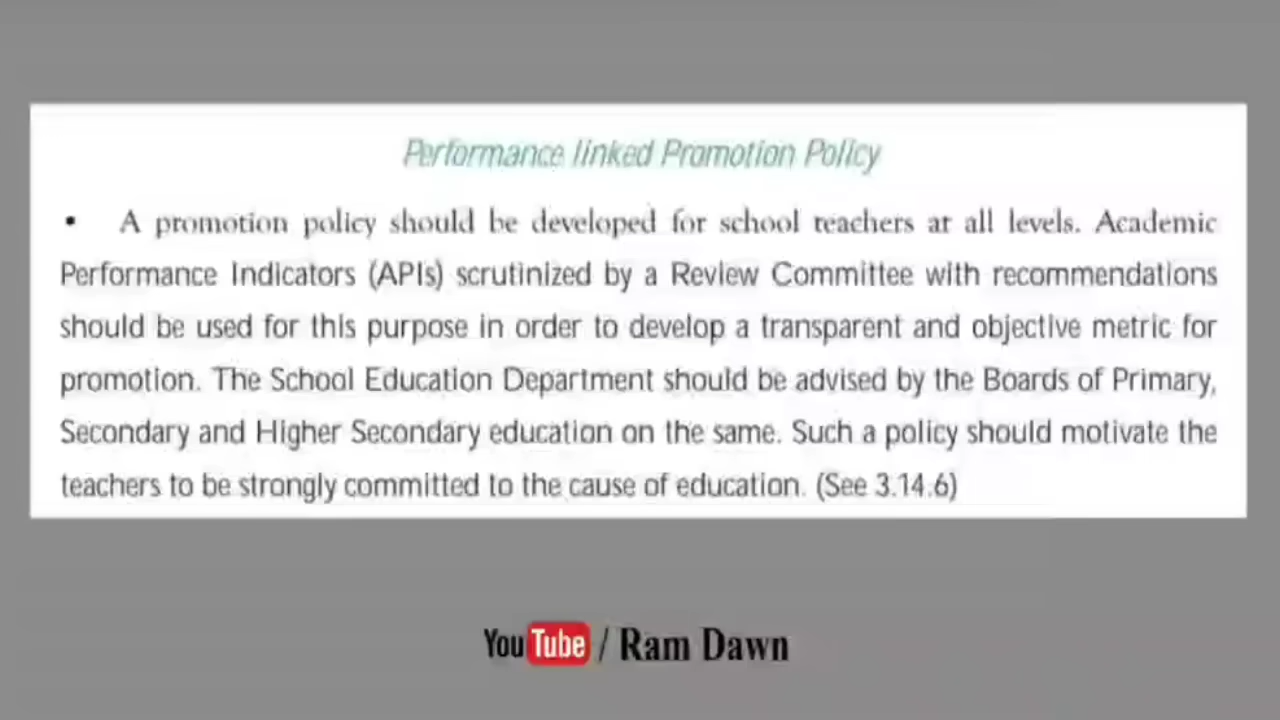 Performance linked Promotion Policy
• A promotion policy should be developed for school teachers at all levels. Academic
Performance Indicators (APIs) scrutinized by a Review Committee with recommendations
should be used for this purpose in order to develop a transparent and objective metric for
promotion. The School Education Department should be advised by the Boards of Primary,
Secondary and Higher Secondary education on the same. Such a policy should motivate the
teachers to be strongly committed to the cause of education. (See 3.14.6)
YouTube / Ram Dawn